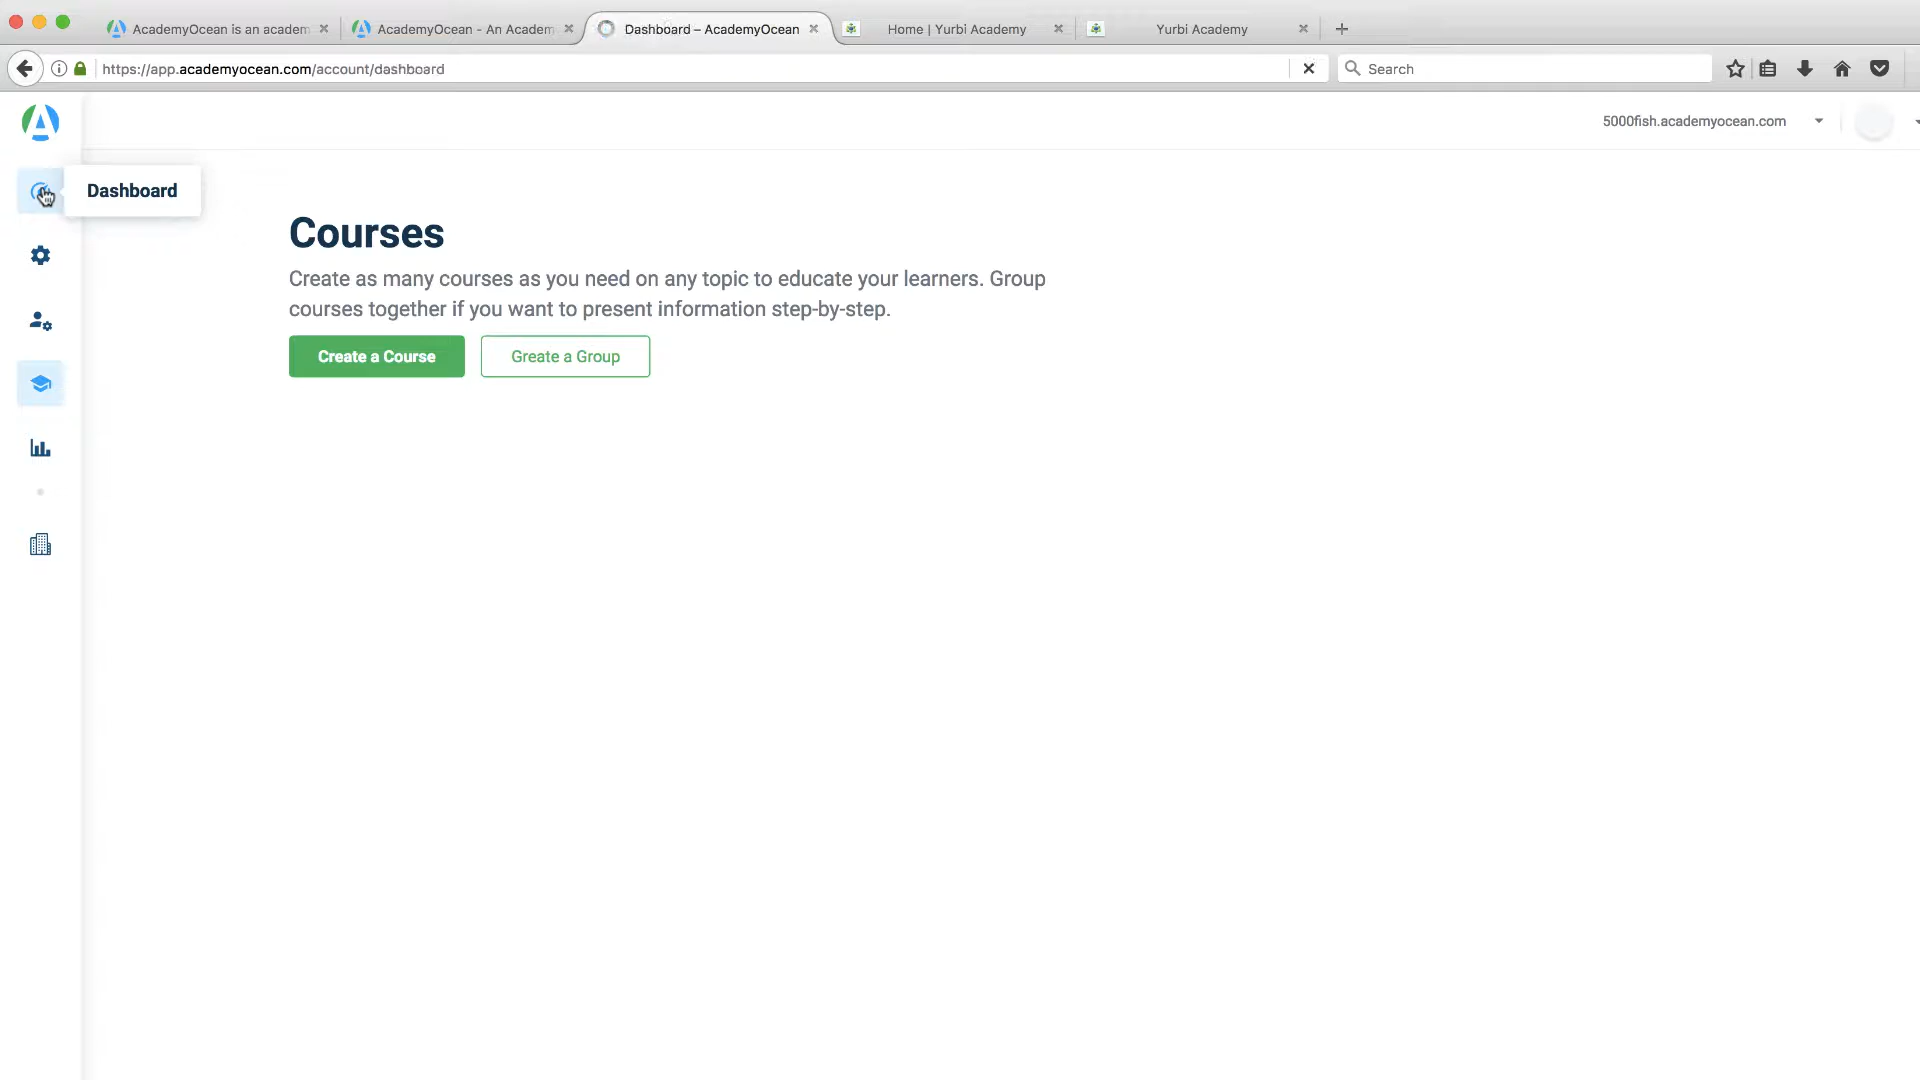 AcademyOcean is an academ
AcademyOcean - An Academ
Dashboard – AcademyOcean
Home | Yurbi Academy
Yurbi Academy
https://app.academyocean.com/account/dashboard
Search
5000fish.academyocean.com
Dashboard
Courses
Create as many courses as you need on any topic to educate your learners. Group
courses together if you want to present information step-by-step.
Create a Course
Greate a Group